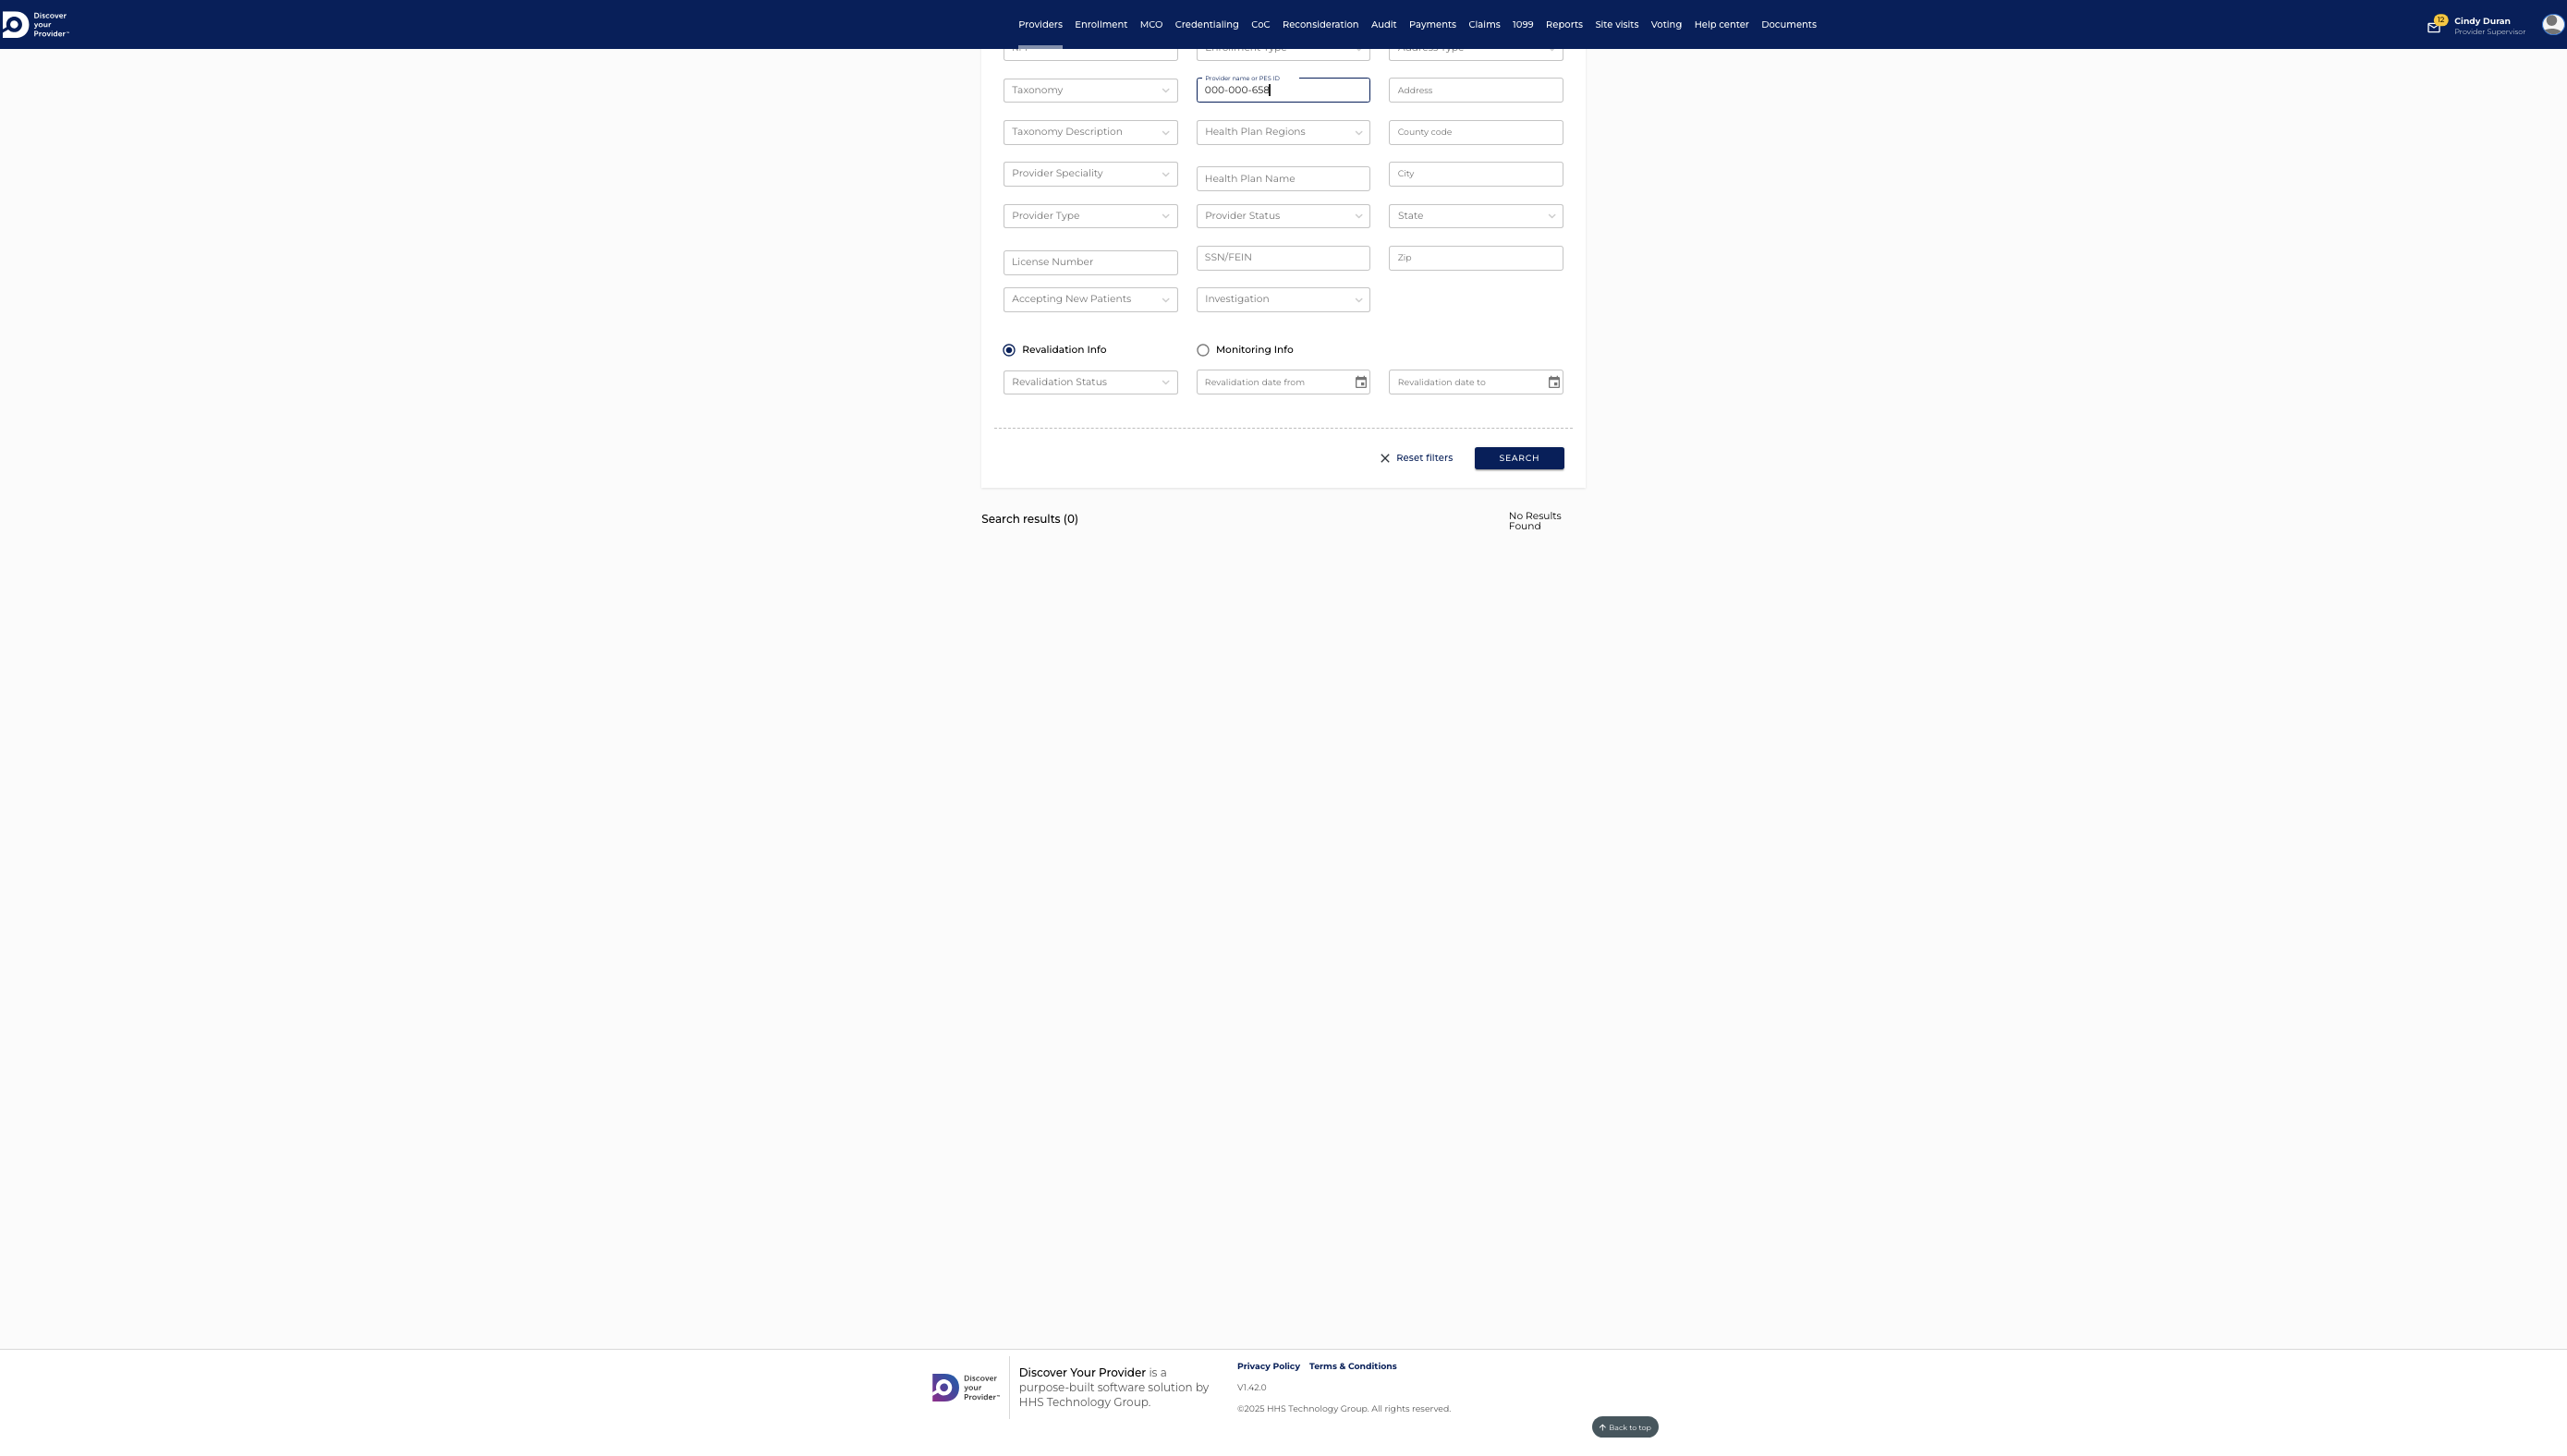 Discover
your
Provider™
Providers Enrollment MCO Credentialing CoC Reconsideration Audit Payments Claims 1099 Reports Site visits Voting Help center Documents
12
Cindy Duran
Provider Supervisor
Taxonomy
Provider name or PES ID
000-000-658
Address
Taxonomy Description
Health Plan Regions
County code
Provider Speciality
Health Plan Name
City
Provider Type
Provider Status
State
License Number
SSN/FEIN
Zip
Accepting New Patients
Investigation
Revalidation Info
Monitoring Info
Revalidation Status
Revalidation date from
Revalidation date to
Reset filters
SEARCH
Search results (0)
No Results
Found
Discover
your
Provider™
Discover Your Provider is a
purpose-built software solution by
HHS Technology Group.
Privacy Policy Terms & Conditions
V1.42.0
©2025 HHS Technology Group. All rights reserved.
Back to top